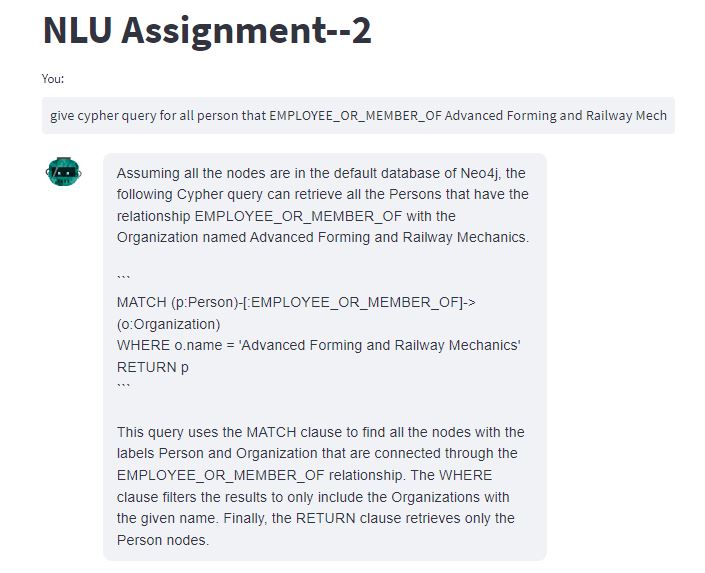 NLU Assignment--2
You:
give cypher query for all person that EMPLOYEE_OR_MEMBER_OF Advanced Forming and Railway Mech
Assuming all the nodes are in the default database of Neo4j, the
following Cypher query can retrieve all the Persons that have the
relationship EMPLOYEE_OR_MEMBER_OF with the
Organization named Advanced Forming and Railway Mechanics.
```
MATCH (p:Person)-[:EMPLOYEE_OR_MEMBER_OF]->
(o:Organization)
WHERE o.name = 'Advanced Forming and Railway Mechanics'
RETURN p
```
This query uses the MATCH clause to find all the nodes with the
labels Person and Organization that are connected through the
EMPLOYEE_OR_MEMBER_OF relationship. The WHERE
clause filters the results to only include the Organizations with
the given name. Finally, the RETURN clause retrieves only the
Person nodes.